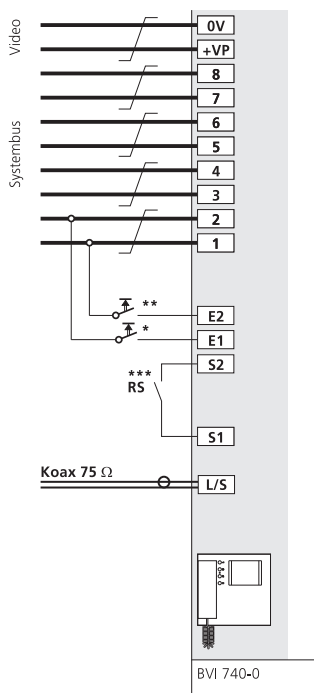 Video
0V
+VP
Systembus
8
7
6
5
4
3
2
1
** E2
* E1
*** S2
RS
S1
Koax 75 Ω
L/S
BVI 740-0